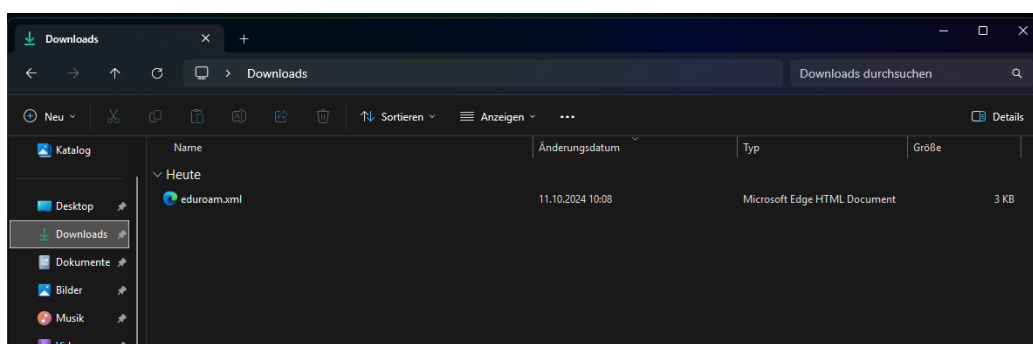 Downloads
Downloads
Downloads durchsuchen
Neu
Sortieren
Anzeigen
Details
Katalog
Name
Änderungsdatum
Typ
Größe
Heute
Desktop
eduroam.xml
11.10.2024 10:08
Microsoft Edge HTML Document
3 KB
Downloads
Dokumente
Bilder
Musik